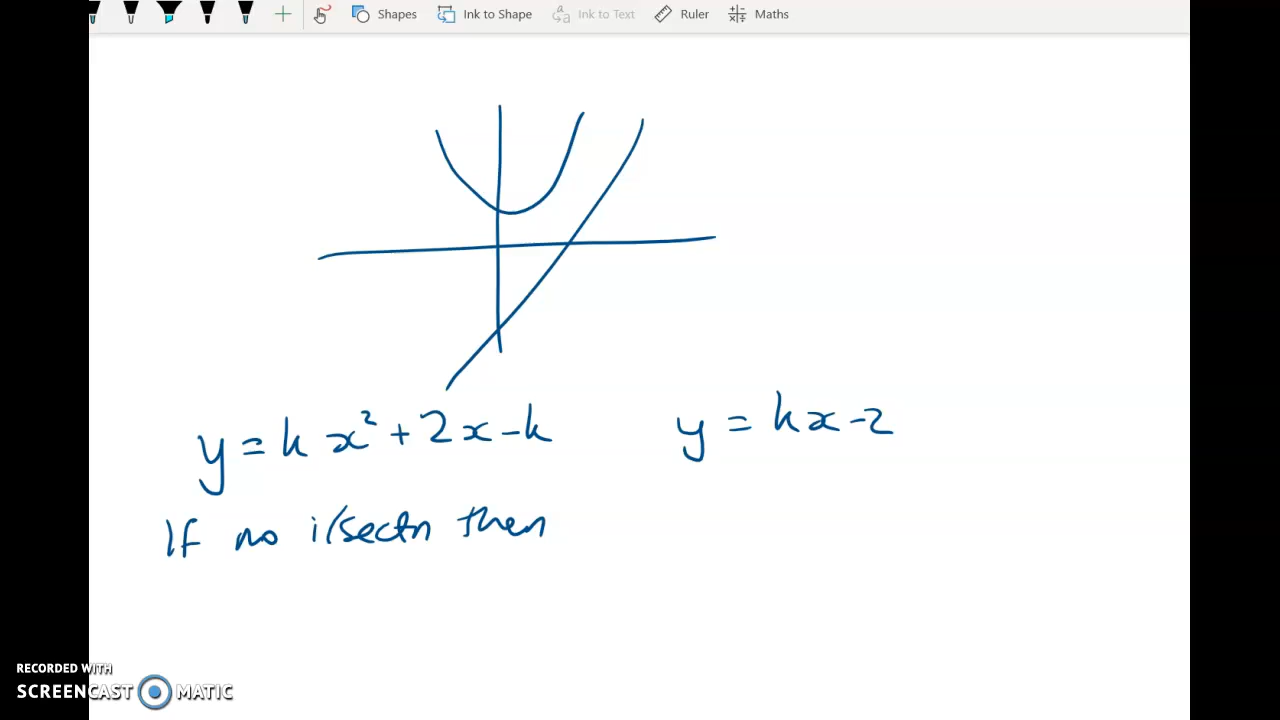 Shapes Ink to Shape Ink to Text Ruler Maths
y = kx² + 2x - k y = kx - 2
If no i/sectn then
RECORDED WITH
SCREENCAST MATIC